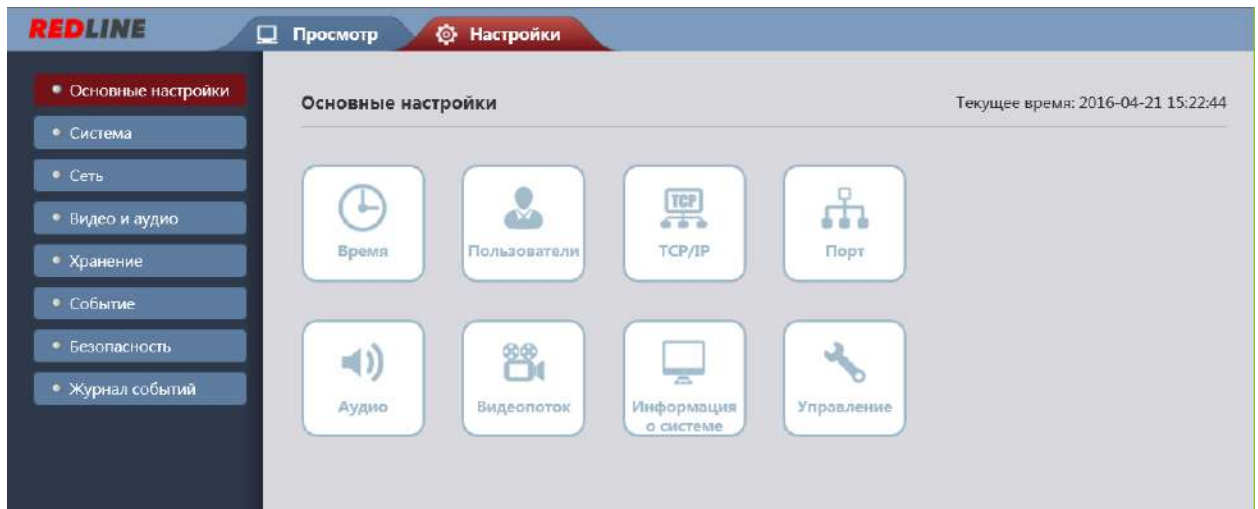 REDLINE
Просмотр
Настройки
Основные настройки
Система
Сеть
Видео и аудио
Хранение
Событие
Безопасность
Журнал событий
Основные настройки
Текущее время: 2016-04-21 15:22:44
Время
Пользователи
TCP
TCP/IP
Порт
Аудио
Видеопоток
Информация
о системе
Управление